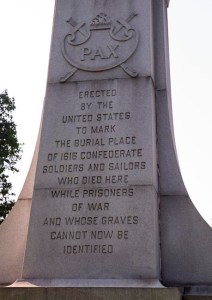 PAX
ERECTED
BY THE
UNITED STATES
TO MARK
THE BURIAL PLACE
OF 1616 CONFEDERATE
SOLDIERS AND SAILORS
WHO DIED HERE
WHILE PRISONERS
OF WAR
AND WHOSE GRAVES
CANNOT NOW BE
IDENTIFIED